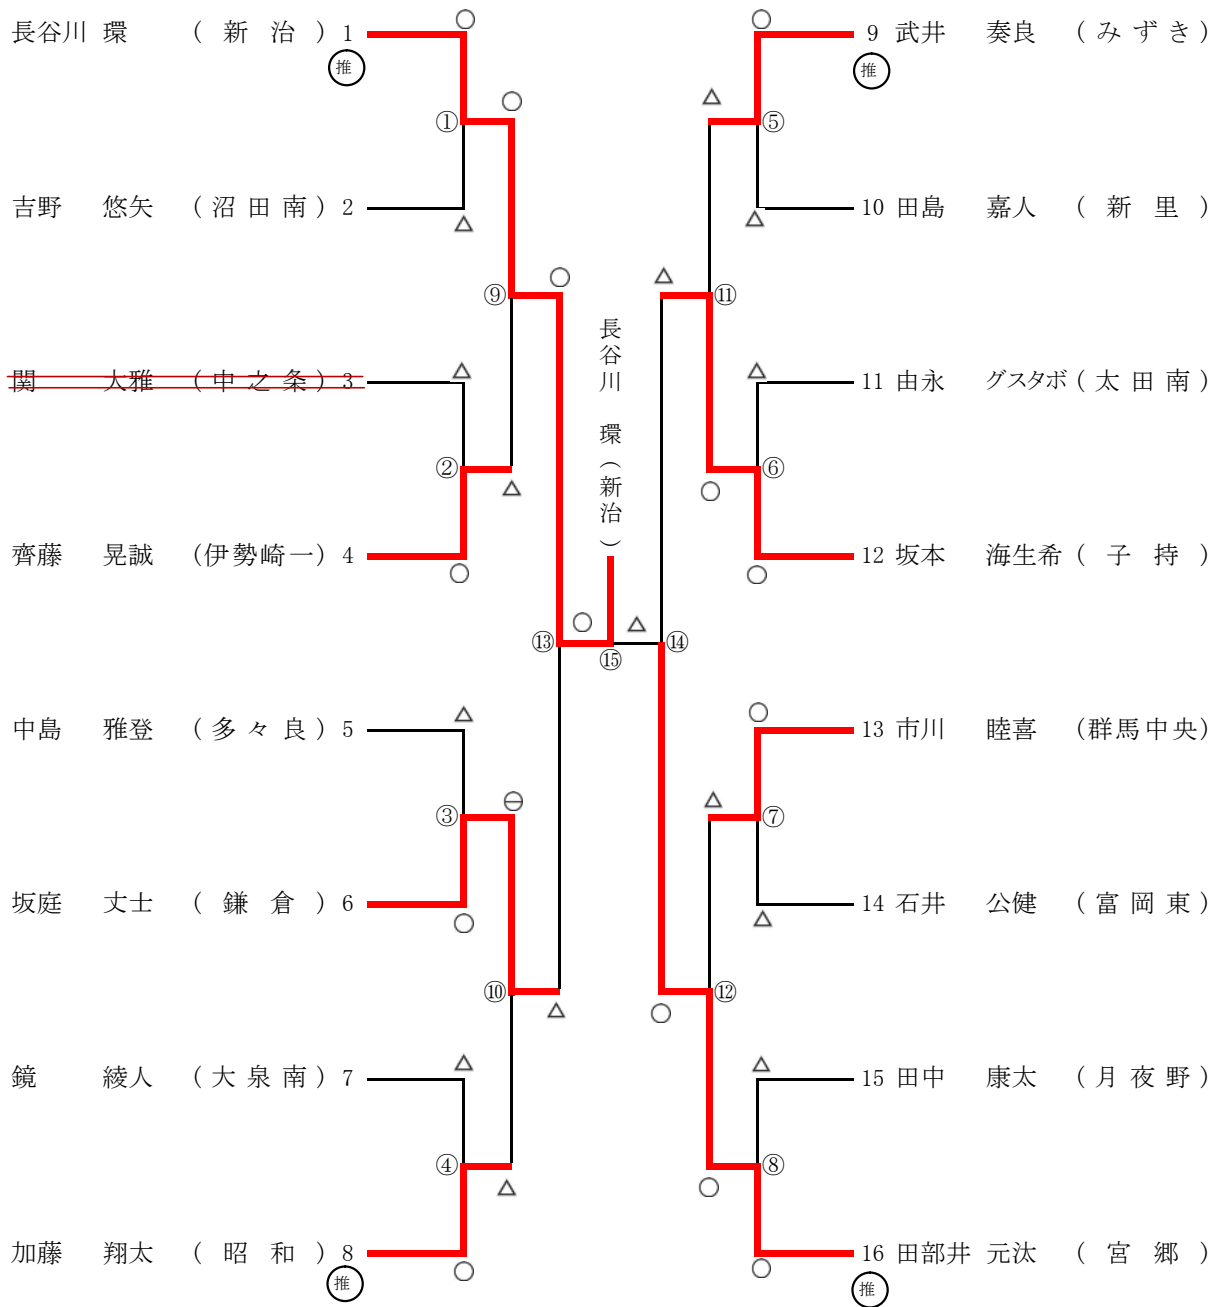 長谷川 環 (新治) 1
推
①
吉野 悠矢 (沼田南) 2
⑨
関 大雅 (中之条) 3
②
齊藤 晃誠 (伊勢崎一) 4
⑬
中島 雅登 (多々良) 5
③
坂庭 丈士 (鎌倉) 6
⑩
鏡 綾人 (大泉南) 7
④
加藤 翔太 (昭和) 8
推
長谷川 環(新治)
⑮
9 武井 奏良 (みずき)
推
⑤
10 田島 嘉人 (新里)
⑪
11 由永 グスタボ (太田南)
⑥
12 坂本 海生希 (子持)
⑭
13 市川 睦喜 (群馬中央)
⑦
14 石井 公健 (富岡東)
⑫
15 田中 康太 (月夜野)
⑧
16 田部井 元汰 (宮郷)
推